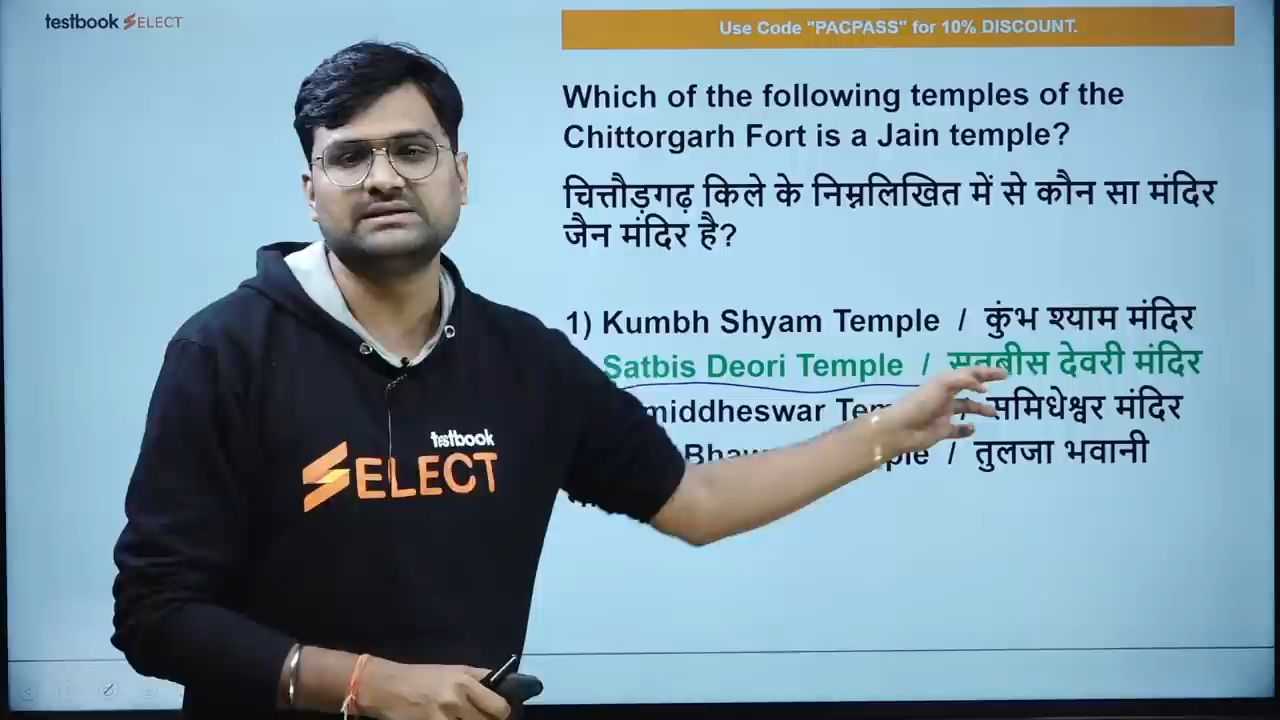 testbook SELECT
Use Code "PACPASS" for 10% DISCOUNT.
Which of the following temples of the
Chittorgarh Fort is a Jain temple?
चित्तौड़गढ़ किले के निम्नलिखित में से कौन सा मंदिर
जैन मंदिर है?
1) Kumbh Shyam Temple / कुंभ श्याम मंदिर
Satbis Deori Temple / सतबीस देवरी मंदिर
/ समिधेश्वर मंदिर
/ तुलजा भवानी
testbook
SELECT